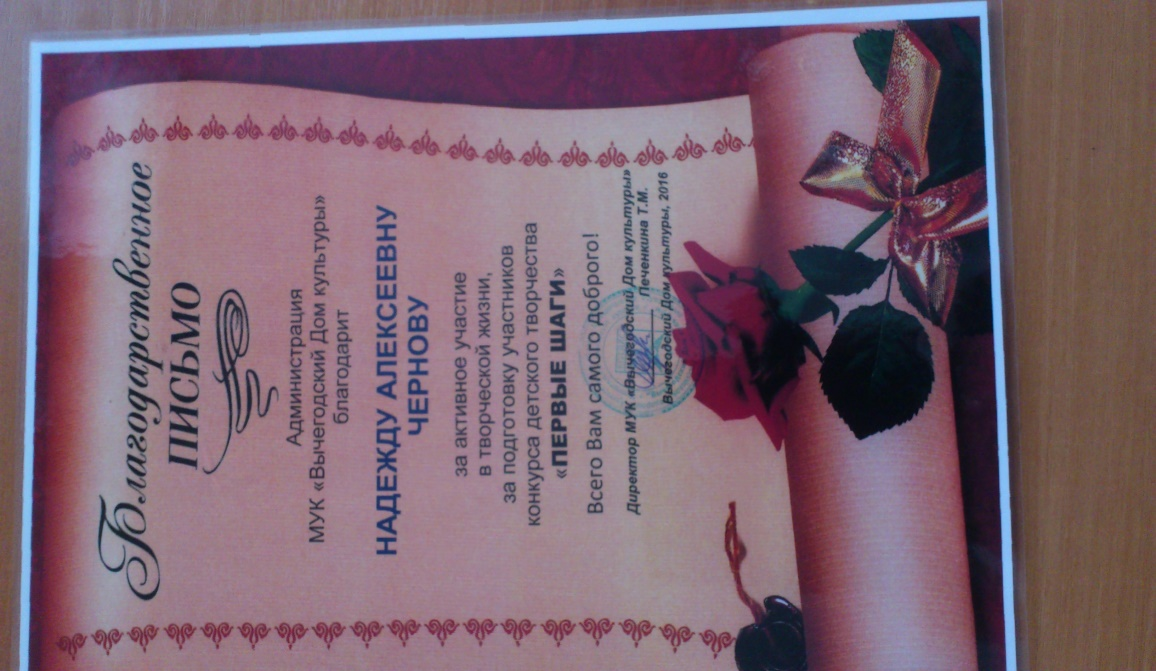 Благодарственное
ПИСЬМО
Администрация
МУК «Вычегодский Дом культуры»
благодарит
НАДЕЖДУ АЛЕКСЕЕВНУ
ЧЕРНОВУ
за активное участие
в творческой жизни,
за подготовку участников
конкурса детского творчества
«ПЕРВЫЕ ШАГИ»
Всего Вам самого доброго!
Директор МУК «Вычегодский Дом культуры»
Печенкина Т.М.
Вычегодский Дом культуры, 2016